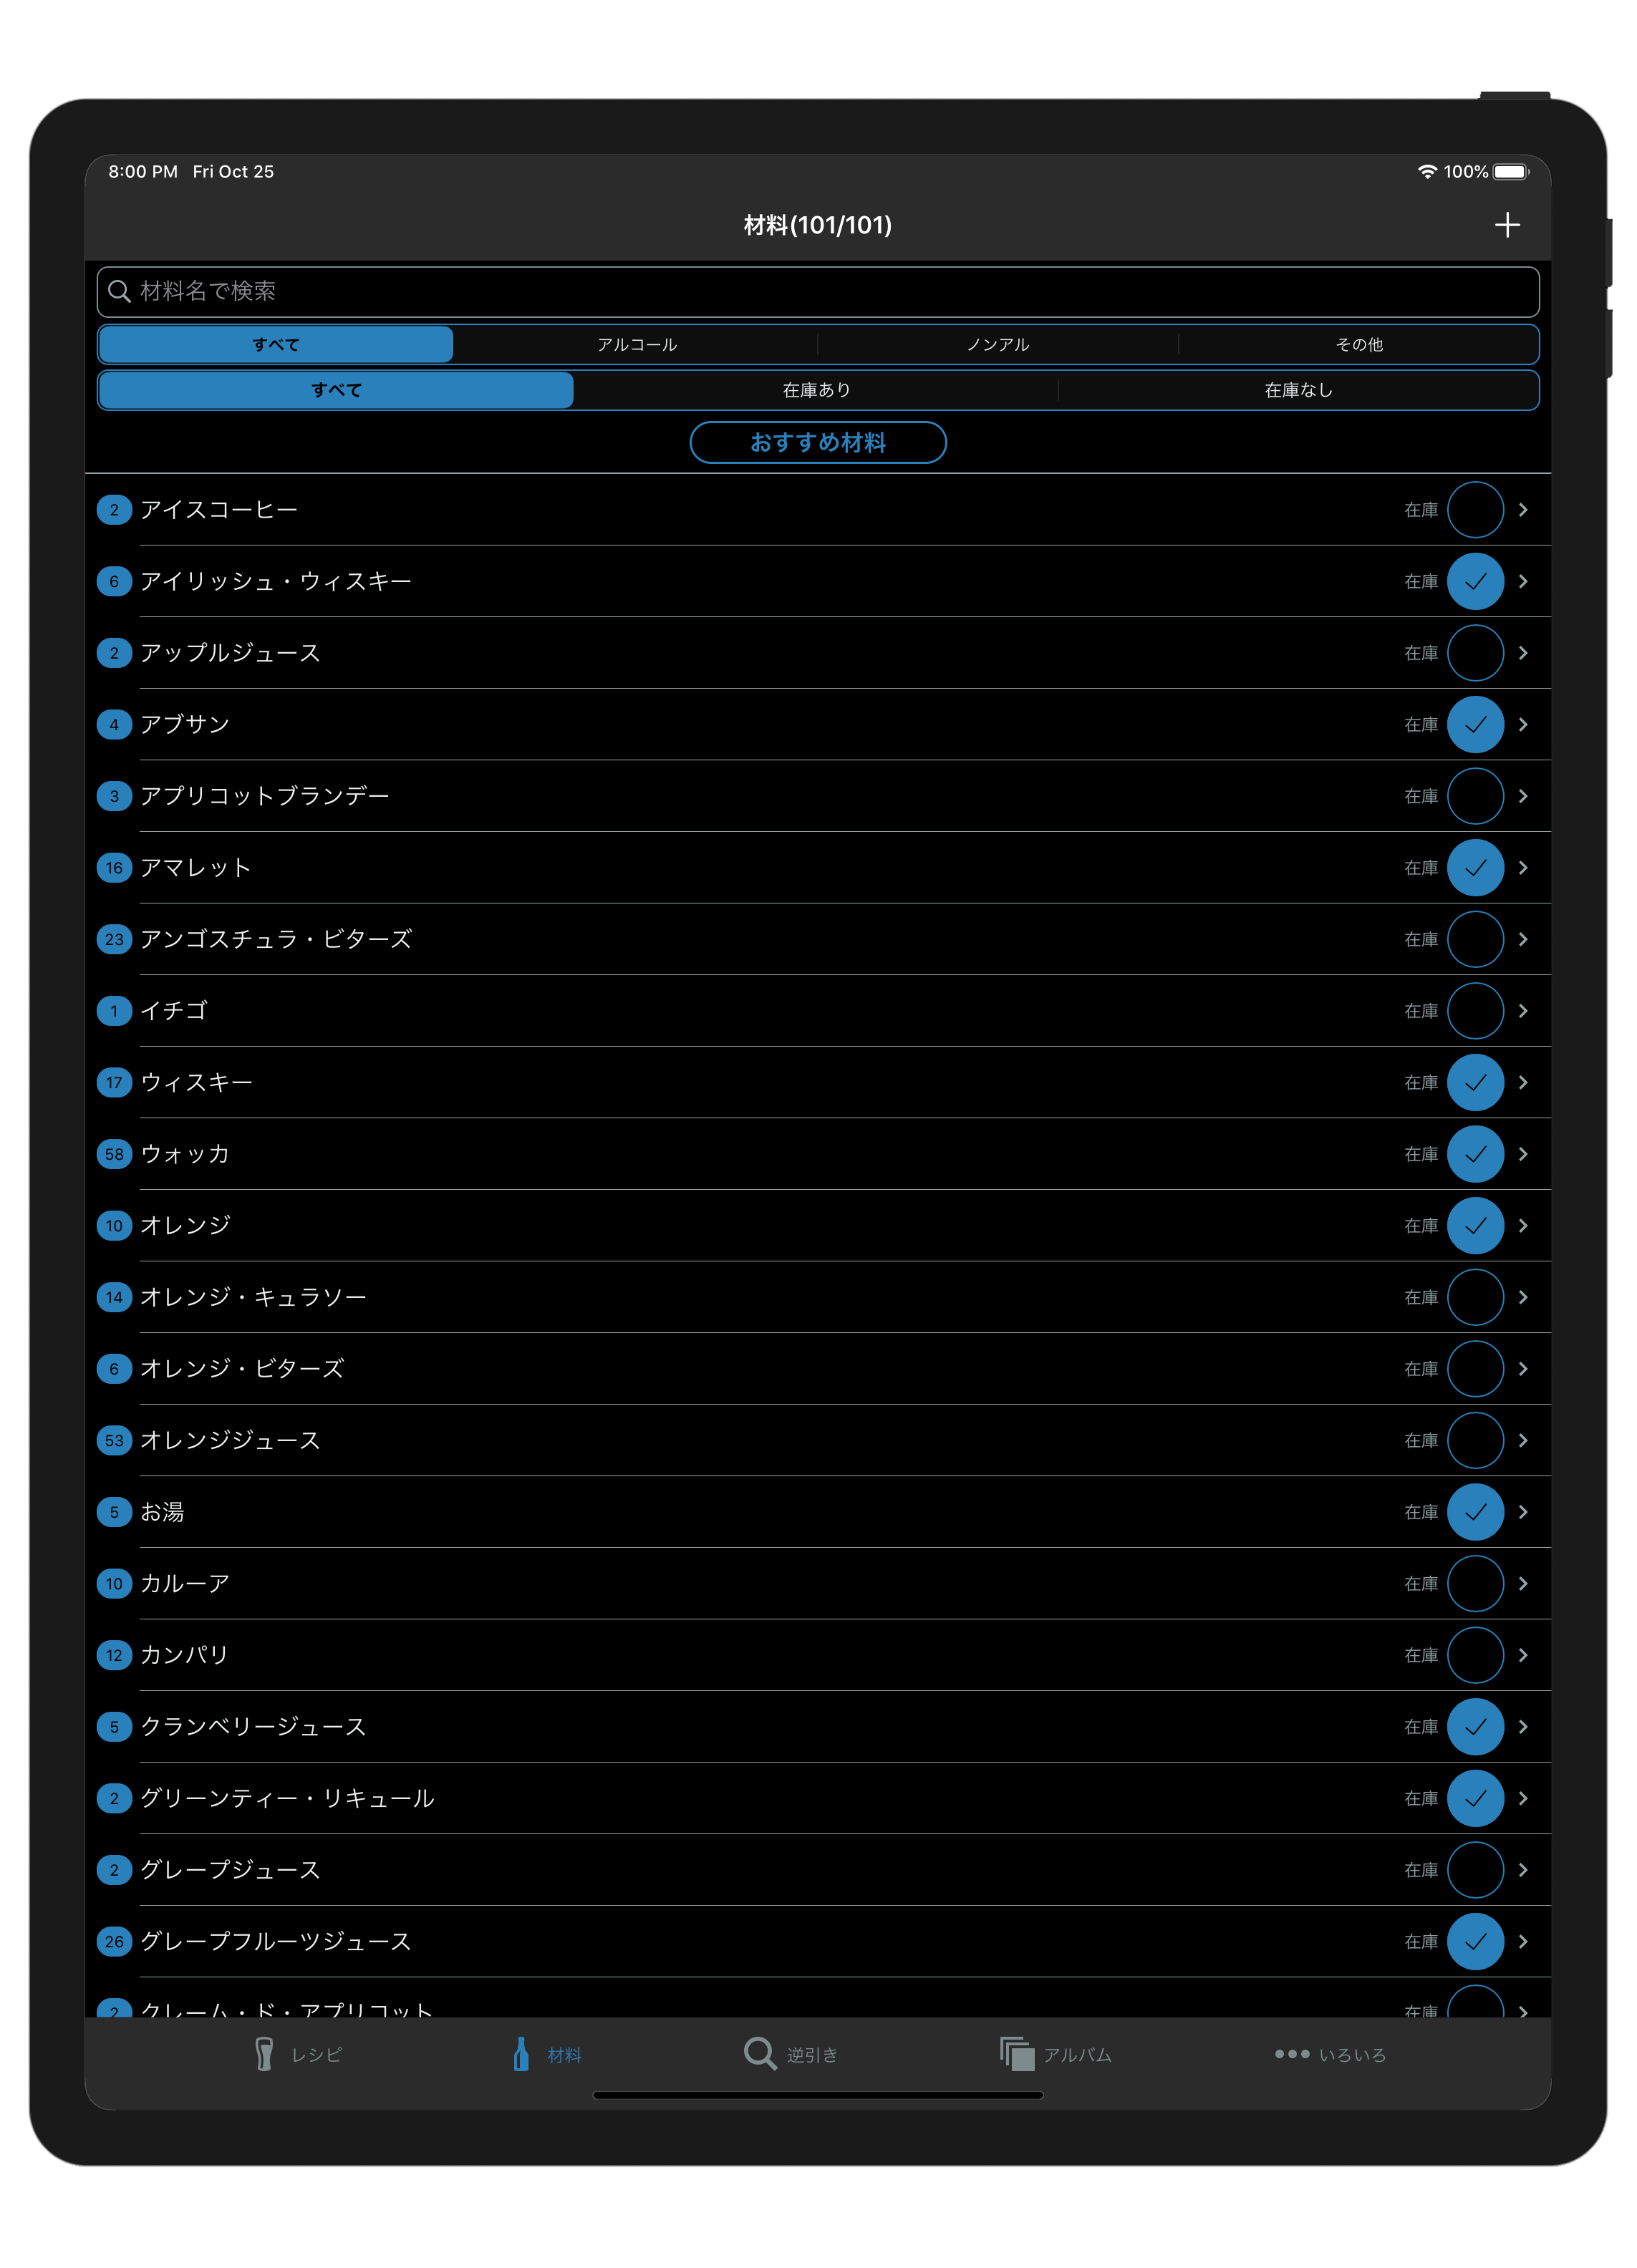 8:00 PM Fri Oct 25 100%
材料(101/101)
材料名で検索
すべて アルコール ノンアル その他
すべて 在庫あり 在庫なし
おすすめ材料
2 アイスコーヒー 在庫
6 アイリッシュ・ウィスキー 在庫
2 アップルジュース 在庫
4 アブサン 在庫
3 アプリコットブランデー 在庫
16 アマレット 在庫
23 アンゴスチュラ・ビターズ 在庫
1 イチゴ 在庫
17 ウィスキー 在庫
58 ウォッカ 在庫
10 オレンジ 在庫
14 オレンジ・キュラソー 在庫
6 オレンジ・ビターズ 在庫
53 オレンジジュース 在庫
5 お湯 在庫
10 カルーア 在庫
12 カンパリ 在庫
5 クランベリージュース 在庫
2 グリーンティー・リキュール 在庫
2 グレープジュース 在庫
26 グレープフルーツジュース 在庫
2 クレーム・ド・アプリコット 在庫
レシピ 材料 逆引き アルバム いろいろ